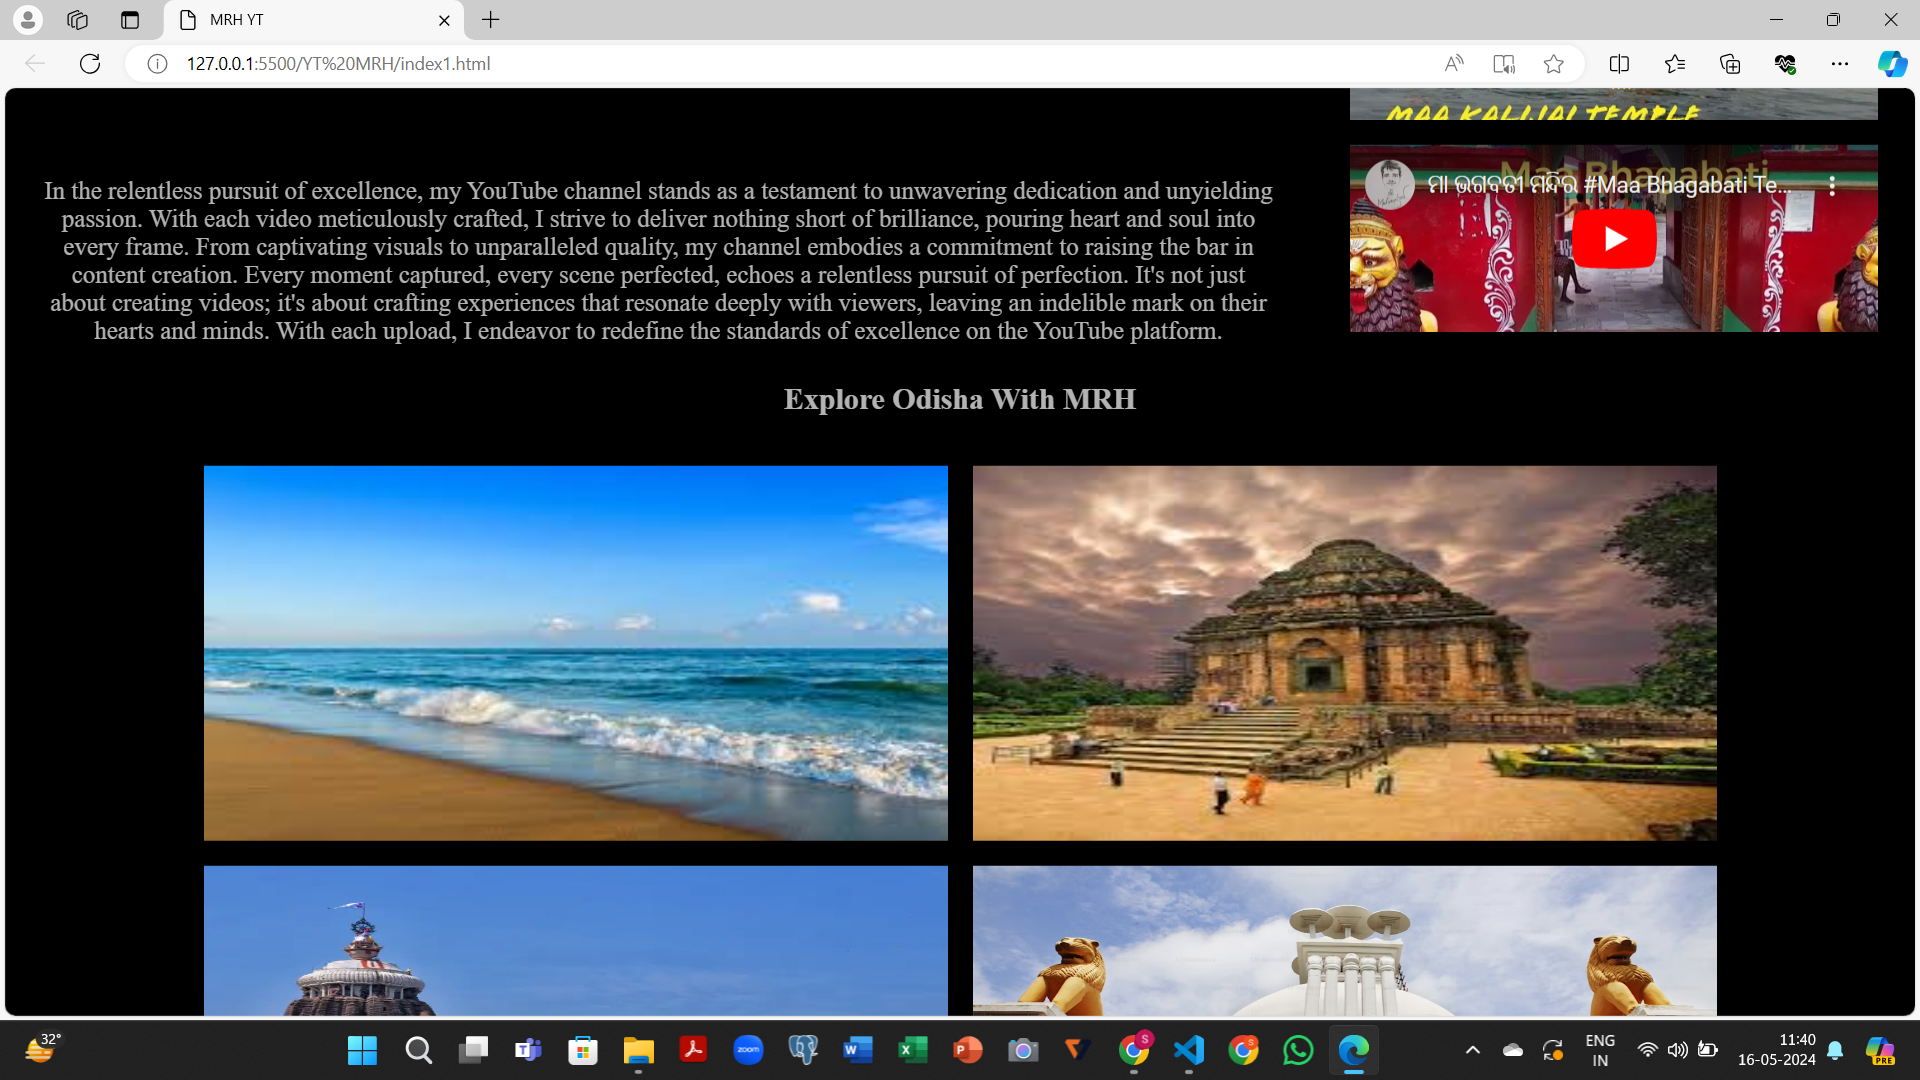 MRH YT
127.0.0.1:5500/YT%20MRH/index1.html
MAA KALIJAI TEMPLE
Maa Bhagabati
ମା ଭଗବତୀ ମନ୍ଦିର #Maa Bhagabati Te...
In the relentless pursuit of excellence, my YouTube channel stands as a testament to unwavering dedication and unyielding
passion. With each video meticulously crafted, I strive to deliver nothing short of brilliance, pouring heart and soul into
every frame. From captivating visuals to unparalleled quality, my channel embodies a commitment to raising the bar in
content creation. Every moment captured, every scene perfected, echoes a relentless pursuit of perfection. It's not just
about creating videos; it's about crafting experiences that resonate deeply with viewers, leaving an indelible mark on their
hearts and minds. With each upload, I endeavor to redefine the standards of excellence on the YouTube platform.
Explore Odisha With MRH
32°
zoom
ENG
IN
11:40
16-05-2024
PRE